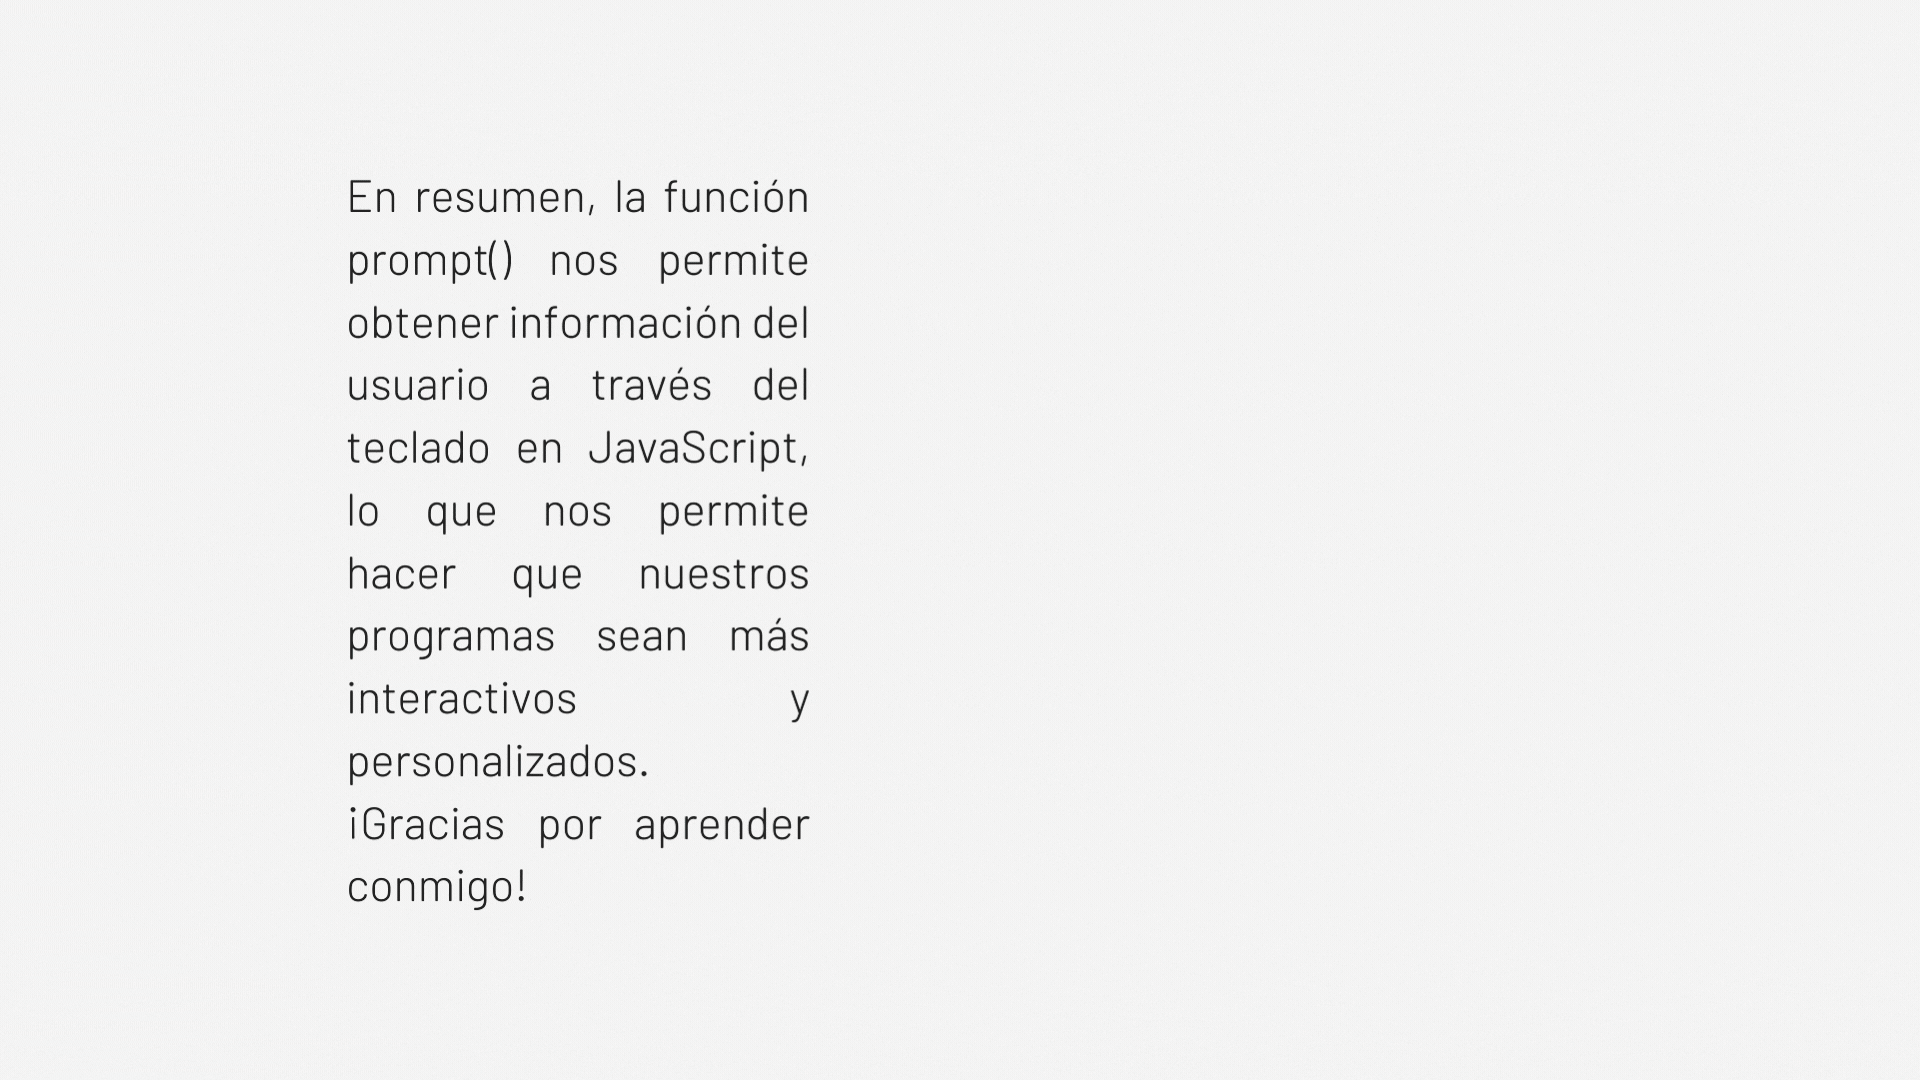 En resumen, la función
prompt() nos permite
obtener información del
usuario a través del
teclado en JavaScript,
lo que nos permite
hacer que nuestros
programas sean más
interactivos y
personalizados.
¡Gracias por aprender
conmigo!